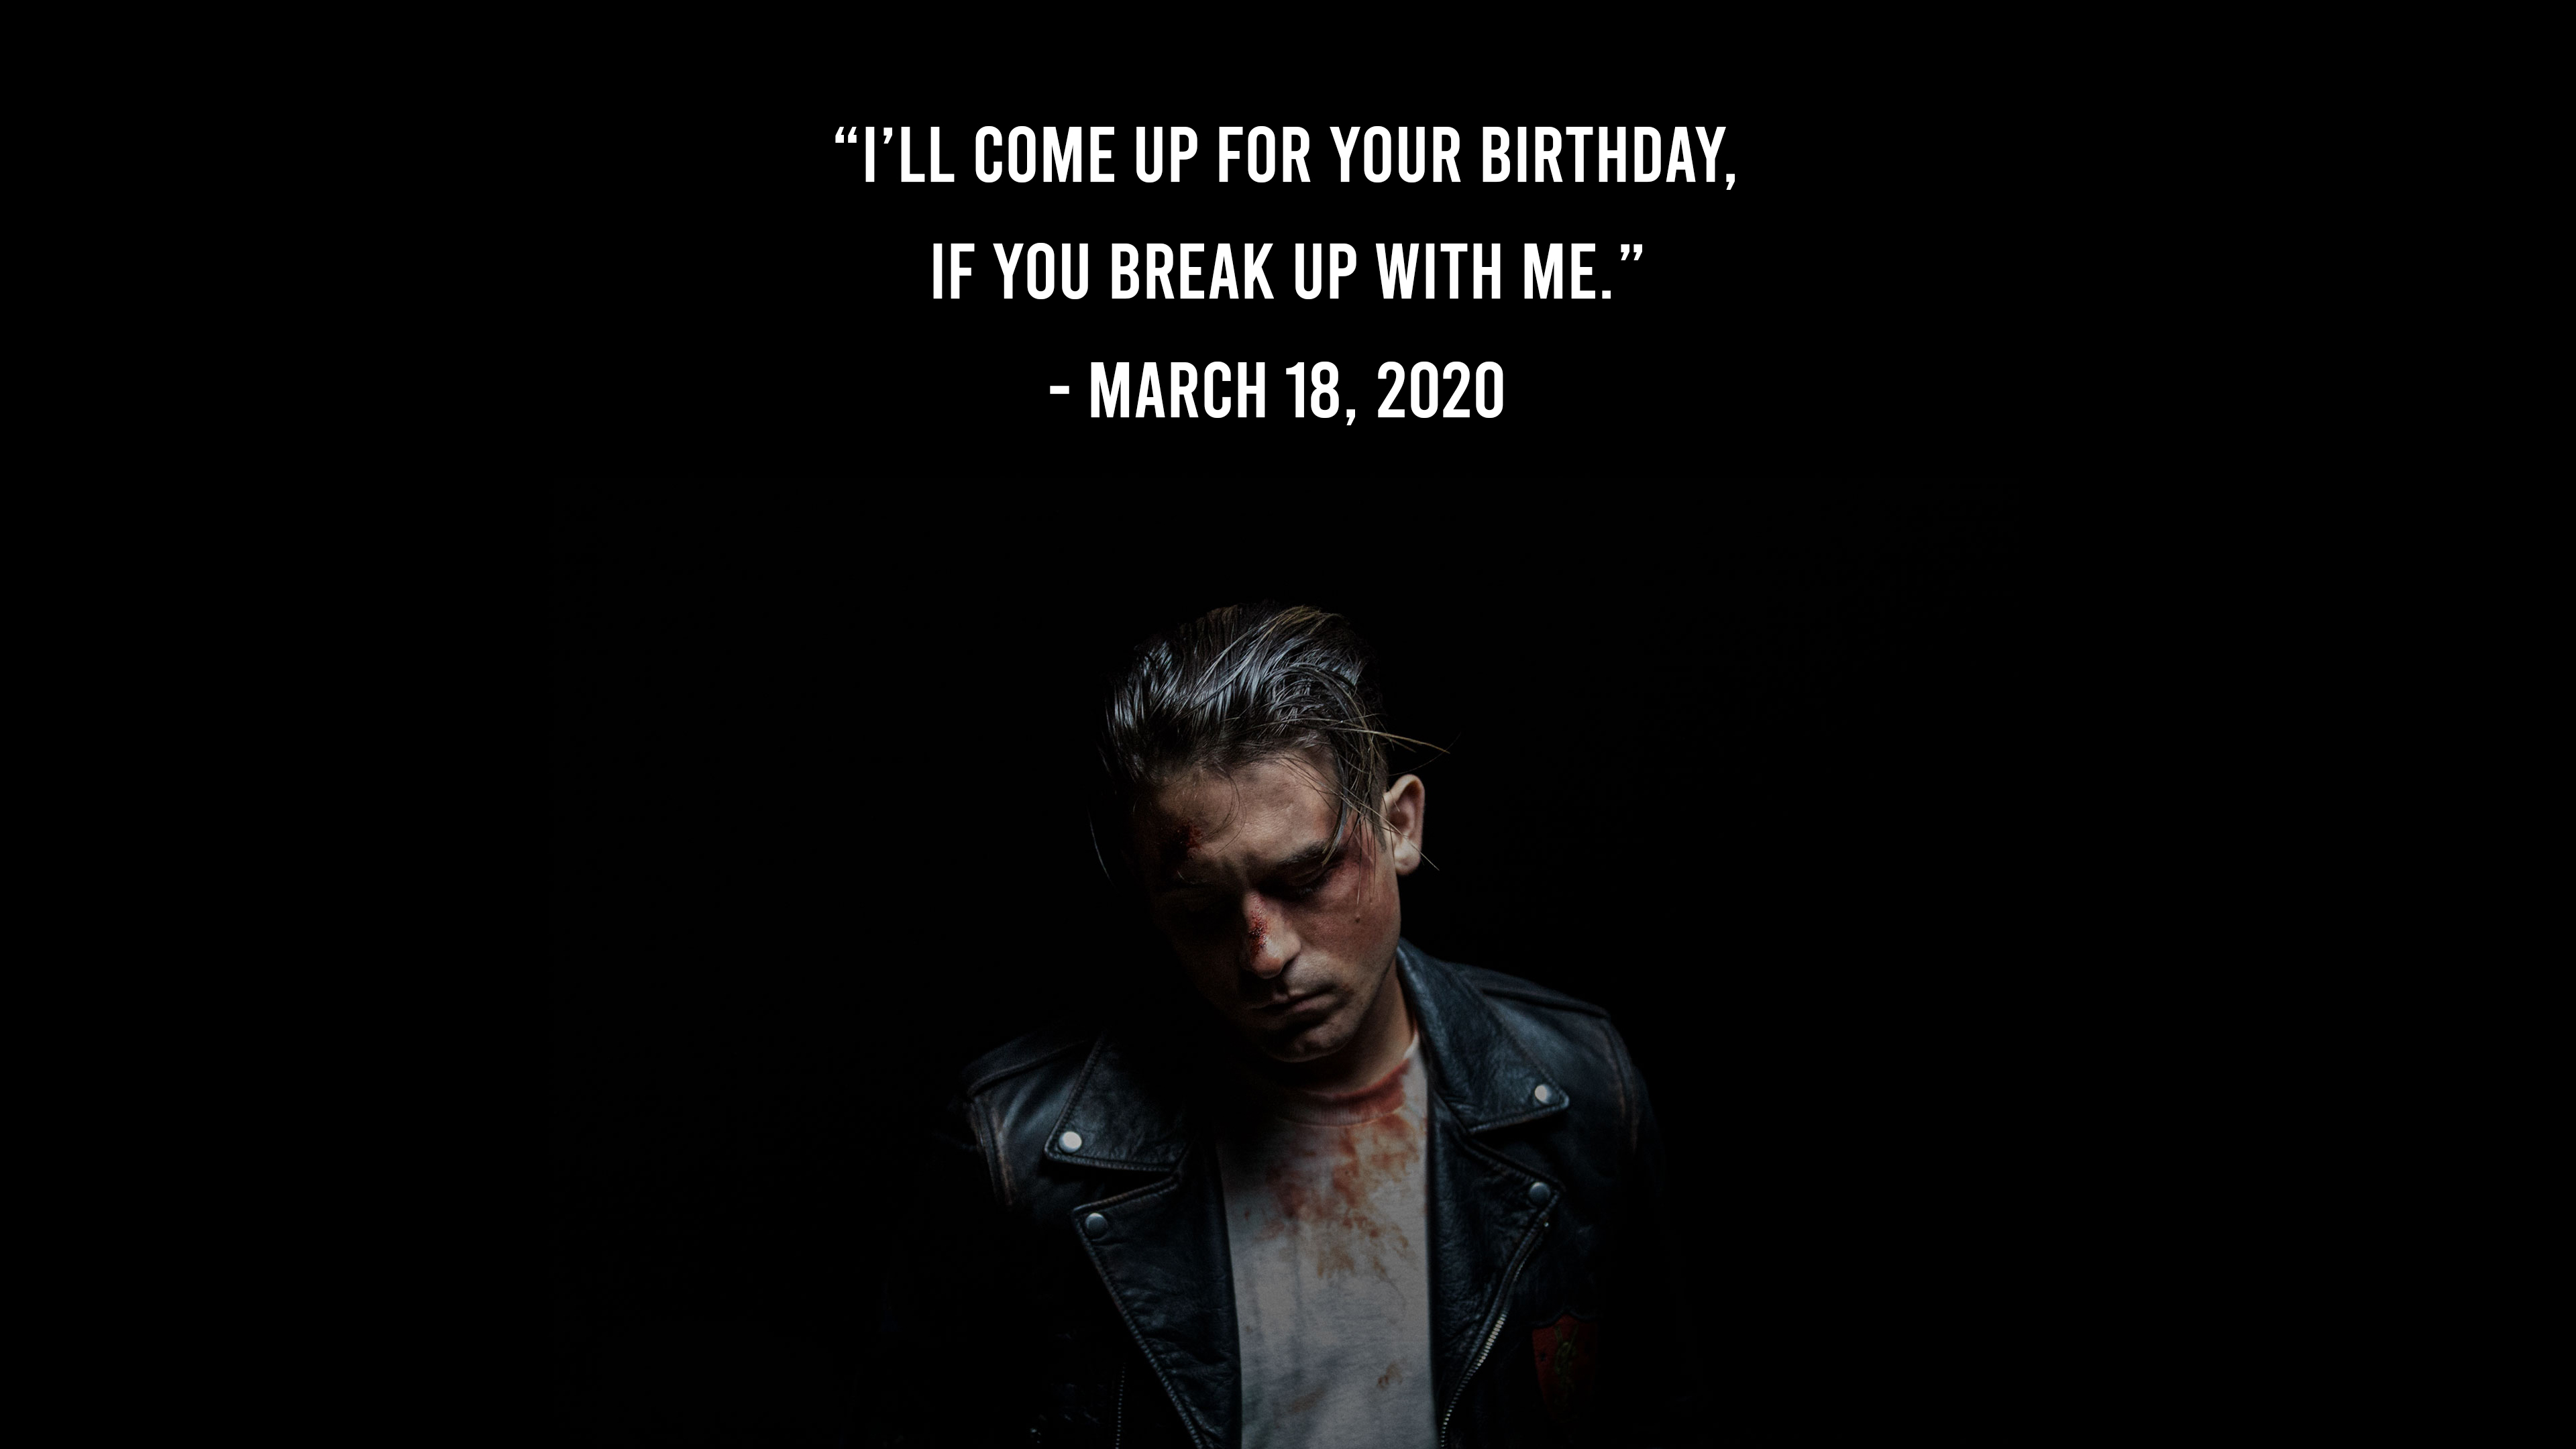 “I’LL COME UP FOR YOUR BIRTHDAY,
IF YOU BREAK UP WITH ME.”
- MARCH 18, 2020